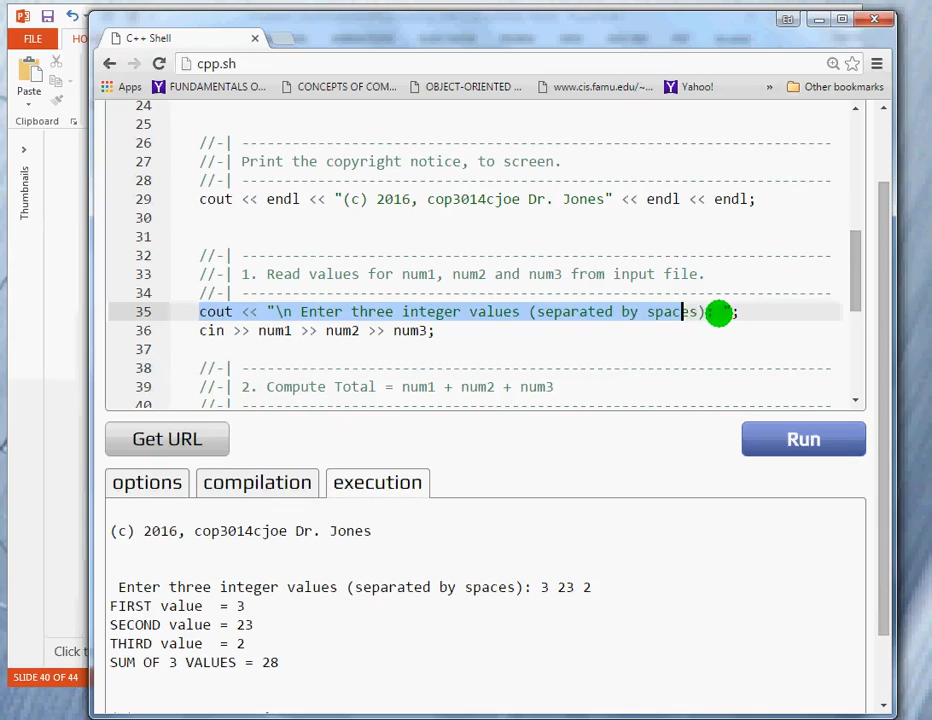 FILE
HO
Paste
Clipboard
Thumbnails
Click t
SLIDE 40 OF 44
Ed
C++ Shell
cpp.sh
Apps
FUNDAMENTALS O...
CONCEPTS OF COM...
OBJECT-ORIENTED ...
www.cis.famu.edu/~...
Yahoo!
»
Other bookmarks
24
25
26 //-| ----------------------------------------------------------------------
27 //-| Print the copyright notice, to screen.
28 //-| ----------------------------------------------------------------------
29 cout << endl << "(c) 2016, cop3014cjoe Dr. Jones" << endl << endl;
30
31
32 //-| ----------------------------------------------------------------------
33 //-| 1. Read values for num1, num2 and num3 from input file.
34 //-| ----------------------------------------------------------------------
35 cout << "\n Enter three integer values (separated by spaces): ";
36 cin >> num1 >> num2 >> num3;
37
38 //-| ----------------------------------------------------------------------
39 //-| 2. Compute Total = num1 + num2 + num3
40 //-| ----------------------------------------------------------------------
Get URL
Run
options
compilation
execution
(c) 2016, cop3014cjoe Dr. Jones
Enter three integer values (separated by spaces): 3 23 2
FIRST value = 3
SECOND value = 23
THIRD value = 2
SUM OF 3 VALUES = 28